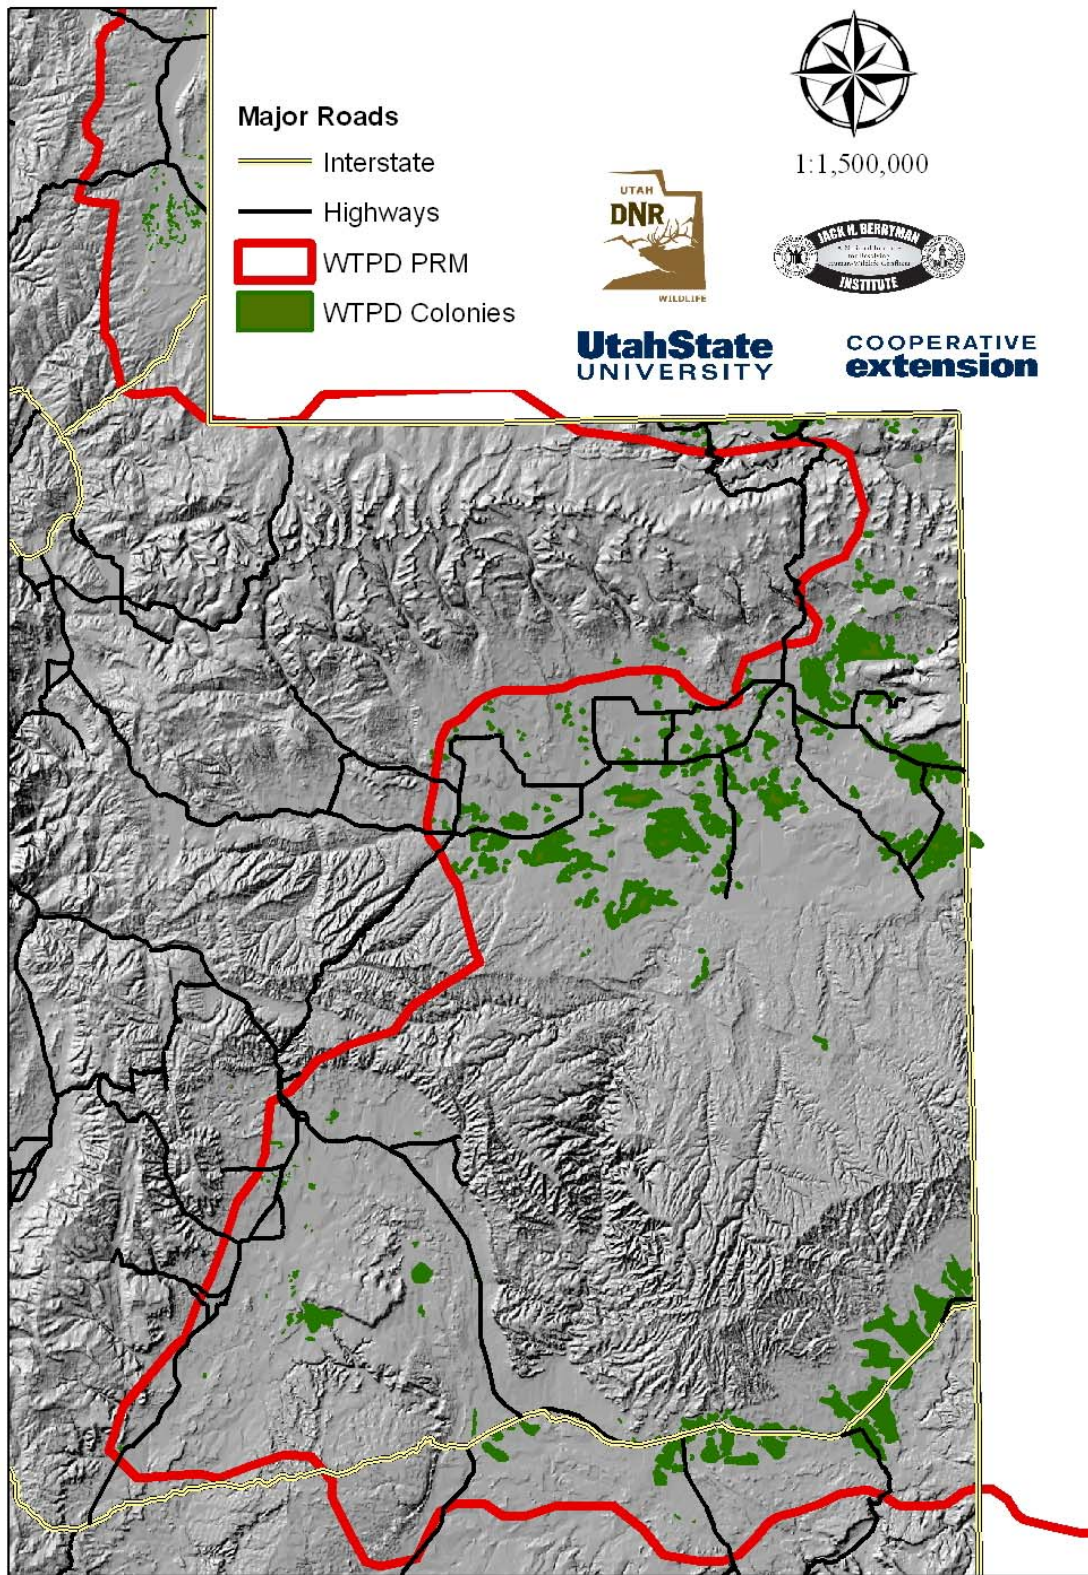 Major Roads
Interstate
Highways
WTPD PRM
WTPD Colonies
1:1,500,000
UTAH
DNR
WILDLIFE
JACK H. BERRYMAN
INSTITUTE
UtahState
UNIVERSITY
COOPERATIVE
extension